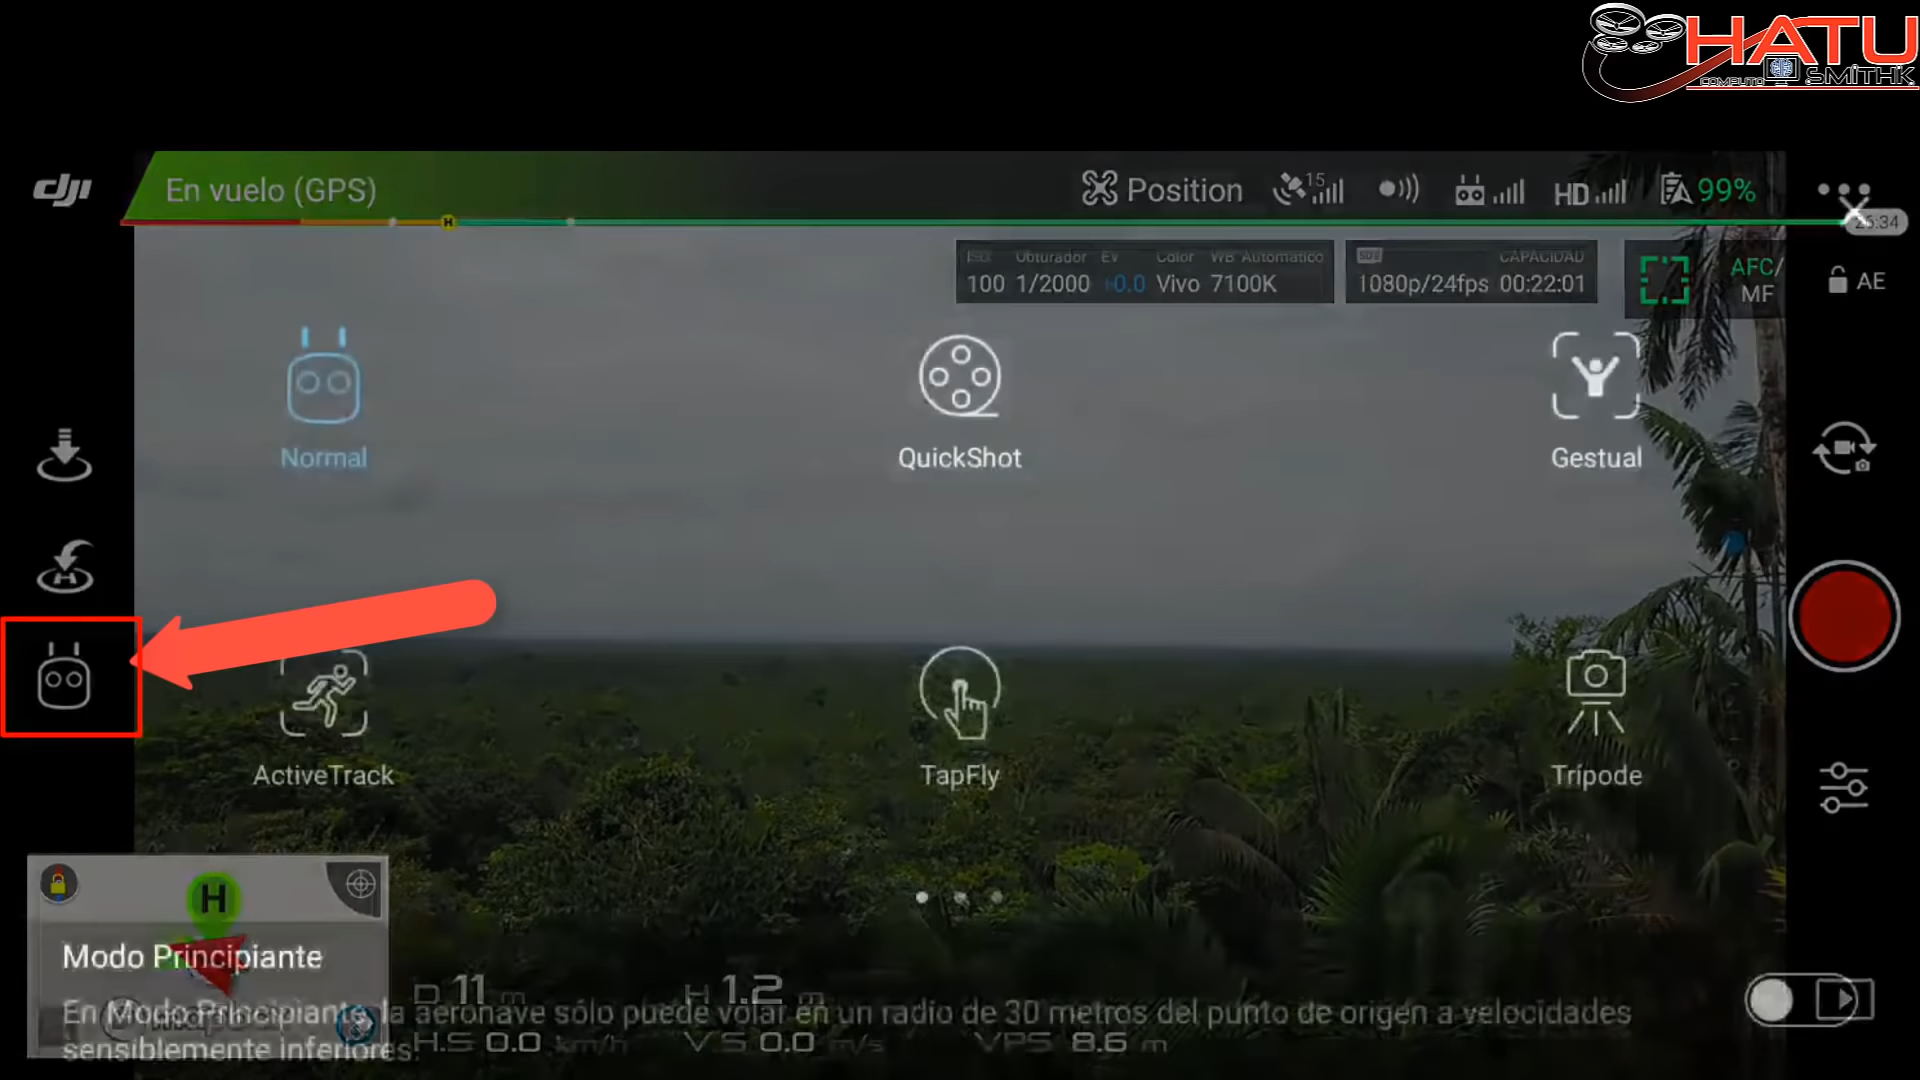 HATU
COMPUTO SMITHK
dji
En vuelo (GPS)
Position
15
HD
99%
26:34
ISO Obturador EV Color WB Automático
100 1/2000 +0.0 Vivo 7100K
CAPACIDAD
1080p/24fps 00:22:01
AFC/
MF
AE
Normal
QuickShot
Gestual
ActiveTrack
TapFly
Trípode
H
Modo Principiante
D 11 m
H 1.2 m
En Modo Principiante la aeronave sólo puede volar en un radio de 30 metros del punto de origen a velocidades
sensiblemente inferiores.
H.S 0.0 km/h
V.S 0.0 m/s
VPS 8.6 m